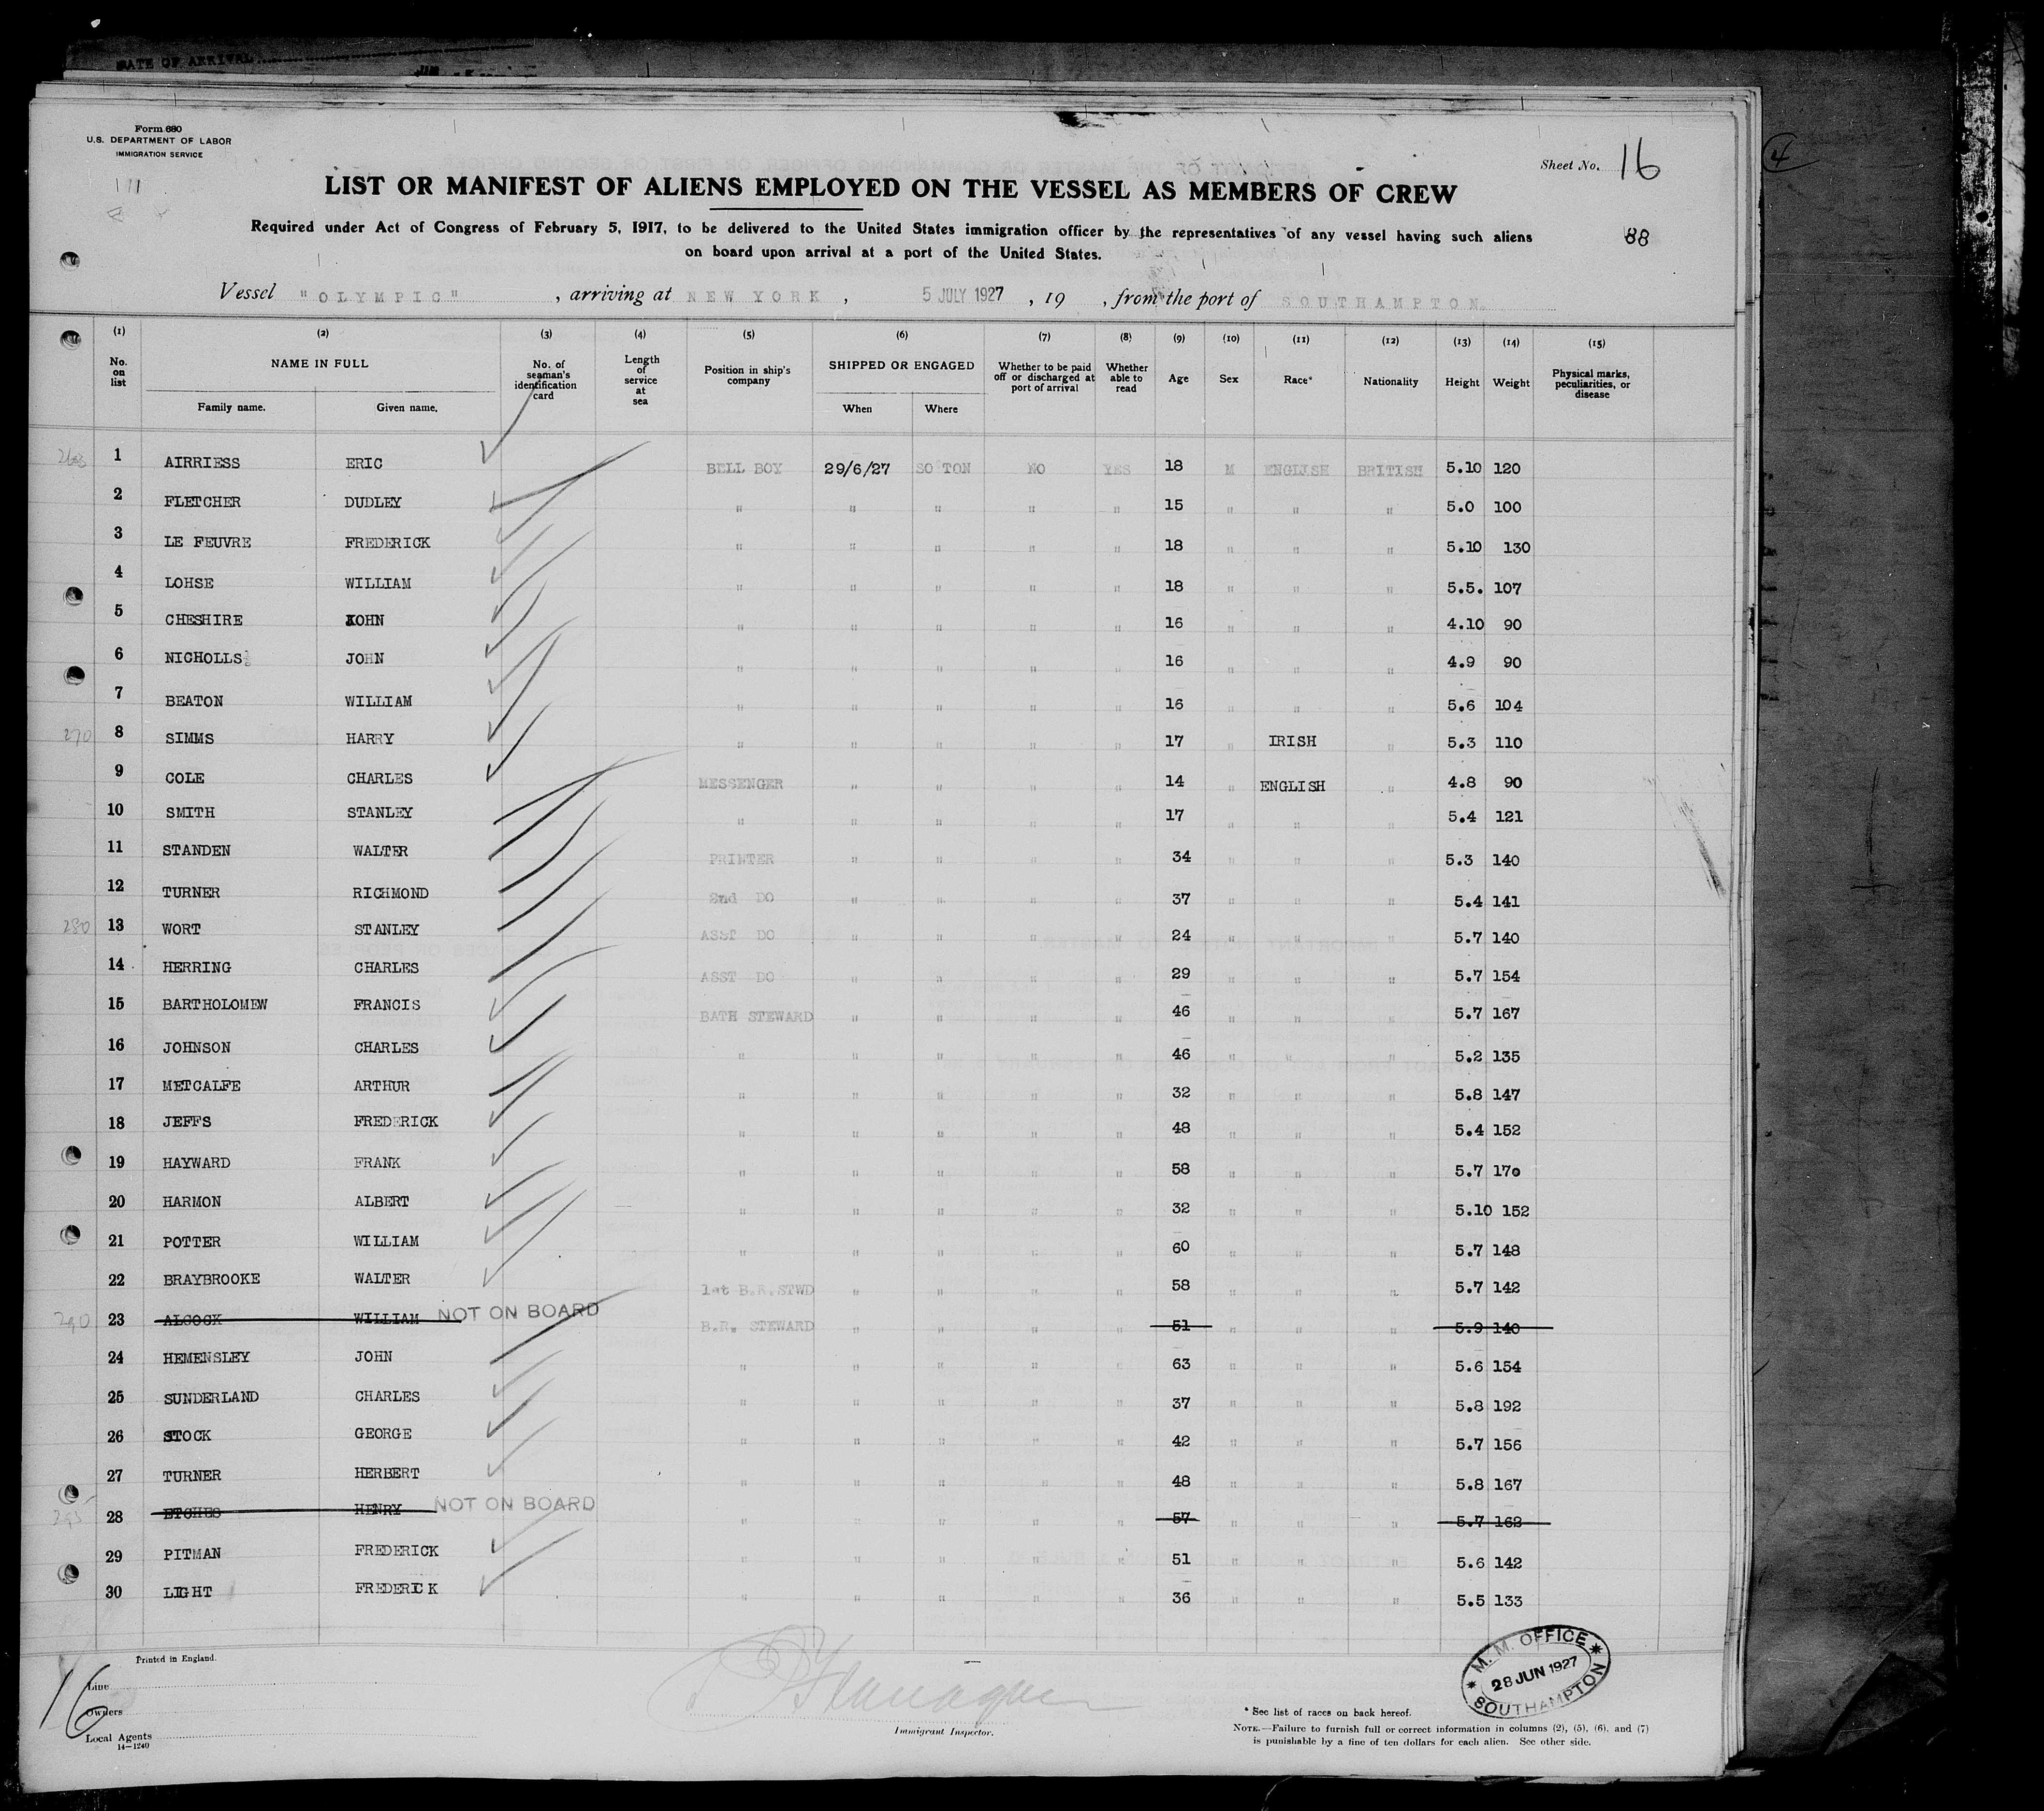 DATE OF ARRIVAL
Form 680
U.S. DEPARTMENT OF LABOR
IMMIGRATION SERVICE
Sheet No. 16
4
LIST OR MANIFEST OF ALIENS EMPLOYED ON THE VESSEL AS MEMBERS OF CREW
Required under Act of Congress of February 5, 1917, to be delivered to the United States immigration officer by the representatives of any vessel having such aliens
on board upon arrival at a port of the United States.
88
Vessel "OLYMPIC", arriving at NEW YORK, 5 JULY 1927, 19 , from the port of SOUTHAMPTON.
(1) (2) (3) (4) (5) (6) (7) (8) (9) (10) (11) (12) (13) (14) (15)
No. on list NAME IN FULL Family name. Given name. No. of seaman's identification card Length of service at sea Position in ship's company SHIPPED OR ENGAGED When Where Whether to be paid off or discharged at port of arrival Whether able to read Age Sex Race* Nationality Height Weight Physical marks, peculiarities, or disease
1 AIRRIESS ERIC BELL BOY 29/6/27 SO'TON NO YES 18 M ENGLISH BRITISH 5.10 120
2 FLETCHER DUDLEY " " " " " 15 " " " 5.0 100
3 LE FEUVRE FREDERICK " " " " " 18 " " " 5.10 130
4 LOHSE WILLIAM " " " " " 18 " " " 5.5. 107
5 CHESHIRE JOHN " " " " " 16 " " " 4.10 90
6 NICHOLLS JOHN " " " " " 16 " " " 4.9 90
7 BEATON WILLIAM " " " " " 16 " " " 5.6 104
270 8 SIMMS HARRY " " " " " 17 " IRISH " 5.3 110
9 COLE CHARLES MESSENGER " " " " 14 " ENGLISH " 4.8 90
10 SMITH STANLEY " " " " " 17 " " " 5.4 121
11 STANDEN WALTER PRINTER " " " " 34 " " " 5.3 140
12 TURNER RICHMOND 2nd DO " " " " 37 " " " 5.4 141
280 13 WORT STANLEY ASST DO " " " " 24 " " " 5.7 140
14 HERRING CHARLES ASST DO " " " " 29 " " " 5.7 154
15 BARTHOLOMEW FRANCIS BATH STEWARD " " " " 46 " " " 5.7 167
16 JOHNSON CHARLES " " " " " 46 " " " 5.2 135
17 METCALFE ARTHUR " " " " " 32 " " " 5.8 147
18 JEFFS FREDERICK " " " " " 48 " " " 5.4 152
19 HAYWARD FRANK " " " " " 58 " " " 5.7 170
20 HARMON ALBERT " " " " " 32 " " " 5.10 152
21 POTTER WILLIAM " " " " " 60 " " " 5.7 148
22 BRAYBROOKE WALTER 1st B.R.STWD " " " " 58 " " " 5.7 142
290 23 ALCOCK WILLIAM NOT ON BOARD B.R. STEWARD " " " " 51 " " " 5.9 140
24 HEMENSLEY JOHN " " " " " 63 " " " 5.6 154
25 SUNDERLAND CHARLES " " " " " 37 " " " 5.8 192
26 STOCK GEORGE " " " " " 42 " " " 5.7 156
27 TURNER HERBERT " " " " " 48 " " " 5.8 167
295 28 ETCHES HENRY NOT ON BOARD " " " " " 57 " " " 5.7 162
29 PITMAN FREDERICK " " " " " 51 " " " 5.6 142
30 LIGHT FREDERICK " " " " " 36 " " " 5.5 133
Printed in England.
16
Line
Owners
Local Agents
14—1240
Immigrant Inspector.
M. M. OFFICE
28 JUN 1927
SOUTHAMPTON
* See list of races on back hereof.
NOTE.—Failure to furnish full or correct information in columns (2), (5), (6), and (7)
is punishable by a fine of ten dollars for each alien. See other side.